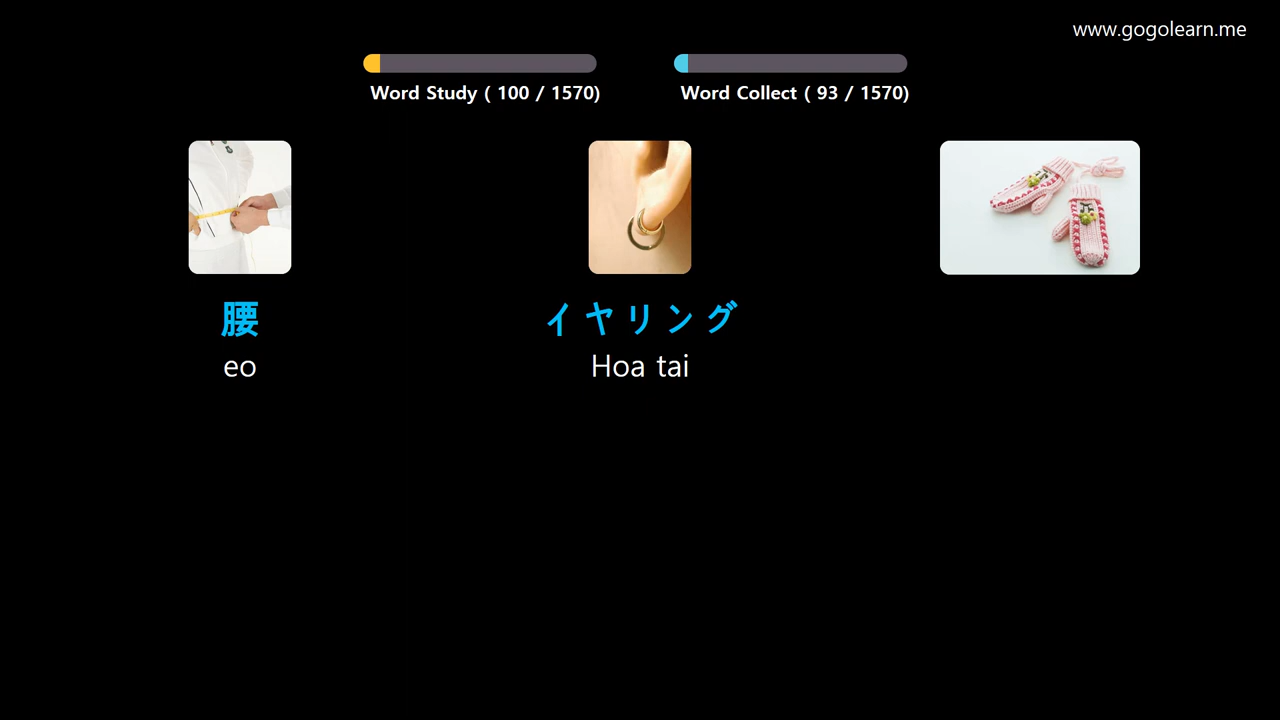 www.gogolearn.me
Word Study ( 100 / 1570)
Word Collect ( 93 / 1570)
腰
eo
イヤリング
Hoa tai